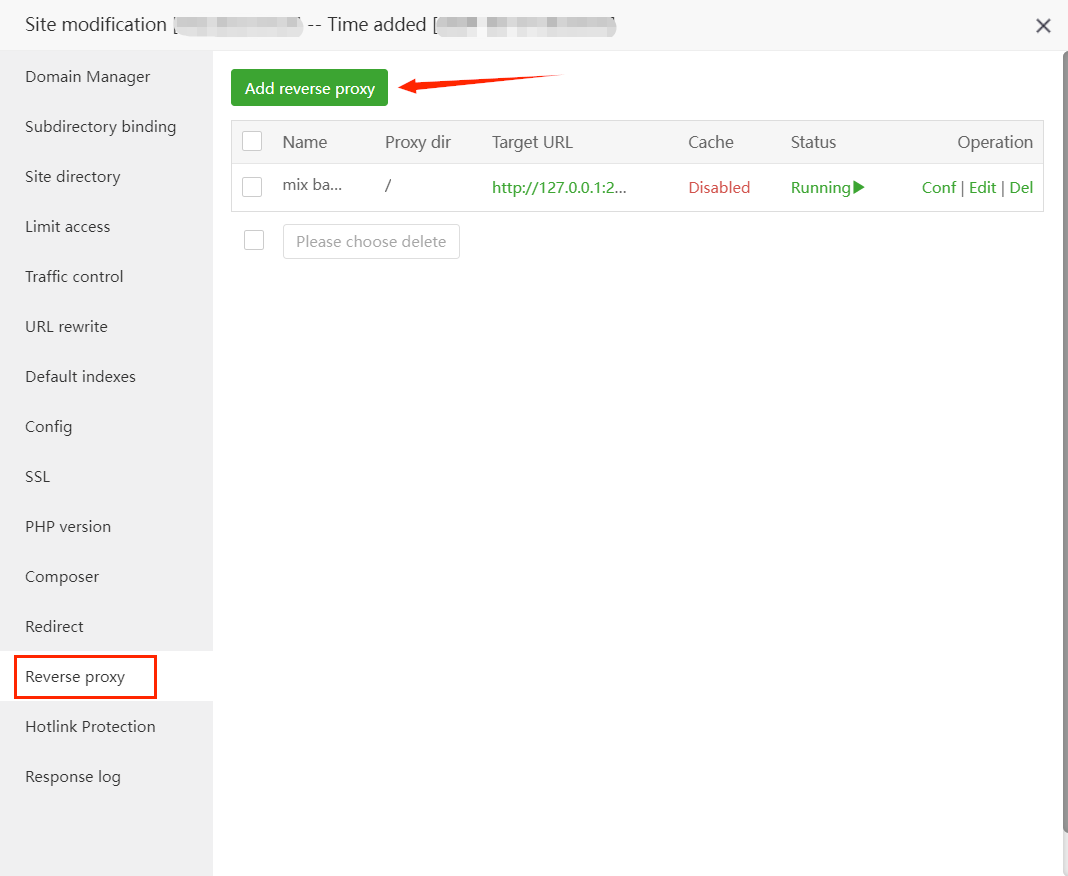 Site modification [ -- Time added [ ]
Domain Manager
Subdirectory binding
Site directory
Limit access
Traffic control
URL rewrite
Default indexes
Config
SSL
PHP version
Composer
Redirect
Reverse proxy
Hotlink Protection
Response log
Add reverse proxy
Name Proxy dir Target URL Cache Status Operation
mix ba... / http://127.0.0.1:2... Disabled Running Conf | Edit | Del
Please choose delete